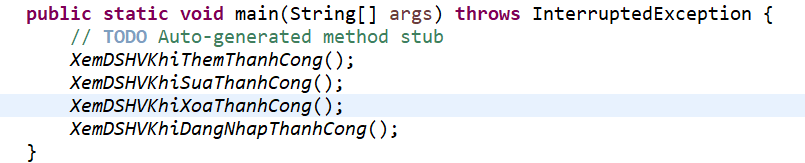 public static void main(String[] args) throws InterruptedException {
// TODO Auto-generated method stub
XemDSHVKhiThemThanhCong();
XemDSHVKhiSuaThanhCong();
XemDSHVKhiXoaThanhCong();
XemDSHVKhiDangNhapThanhCong();
}